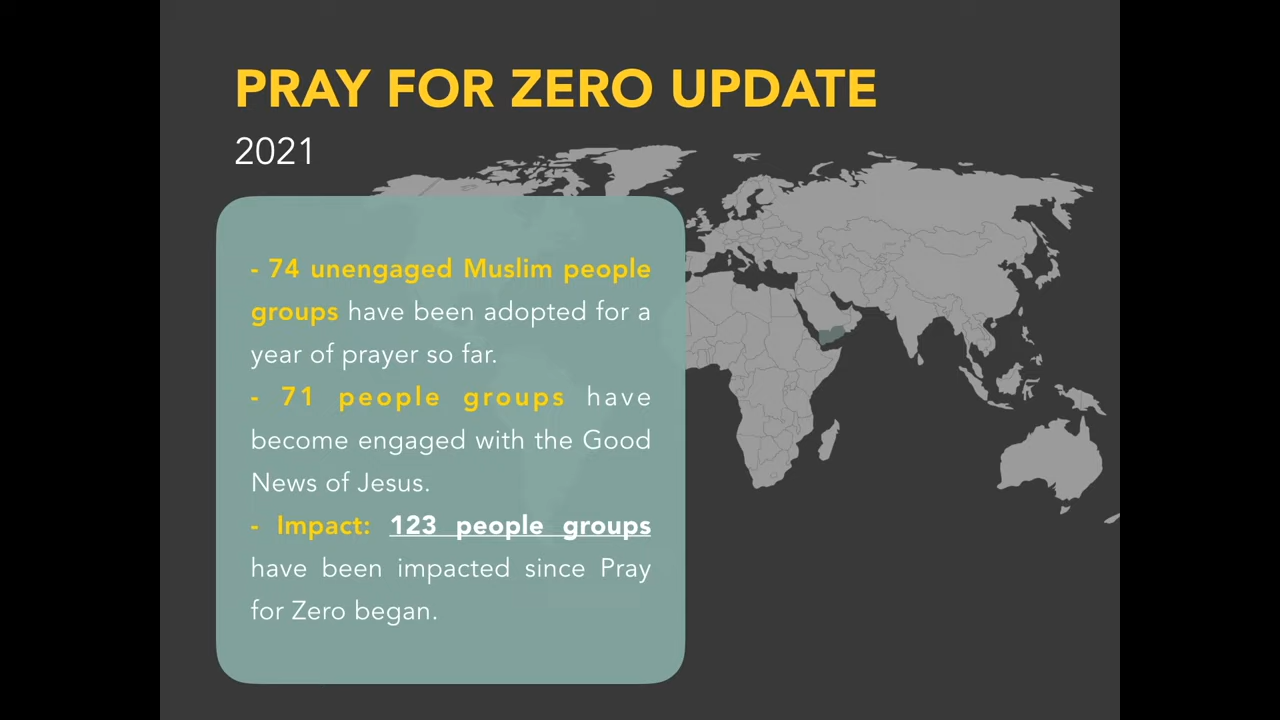 PRAY FOR ZERO UPDATE
2021
- 74 unengaged Muslim people
groups have been adopted for a
year of prayer so far.
- 71 people groups have
become engaged with the Good
News of Jesus.
- Impact: 123 people groups
have been impacted since Pray
for Zero began.